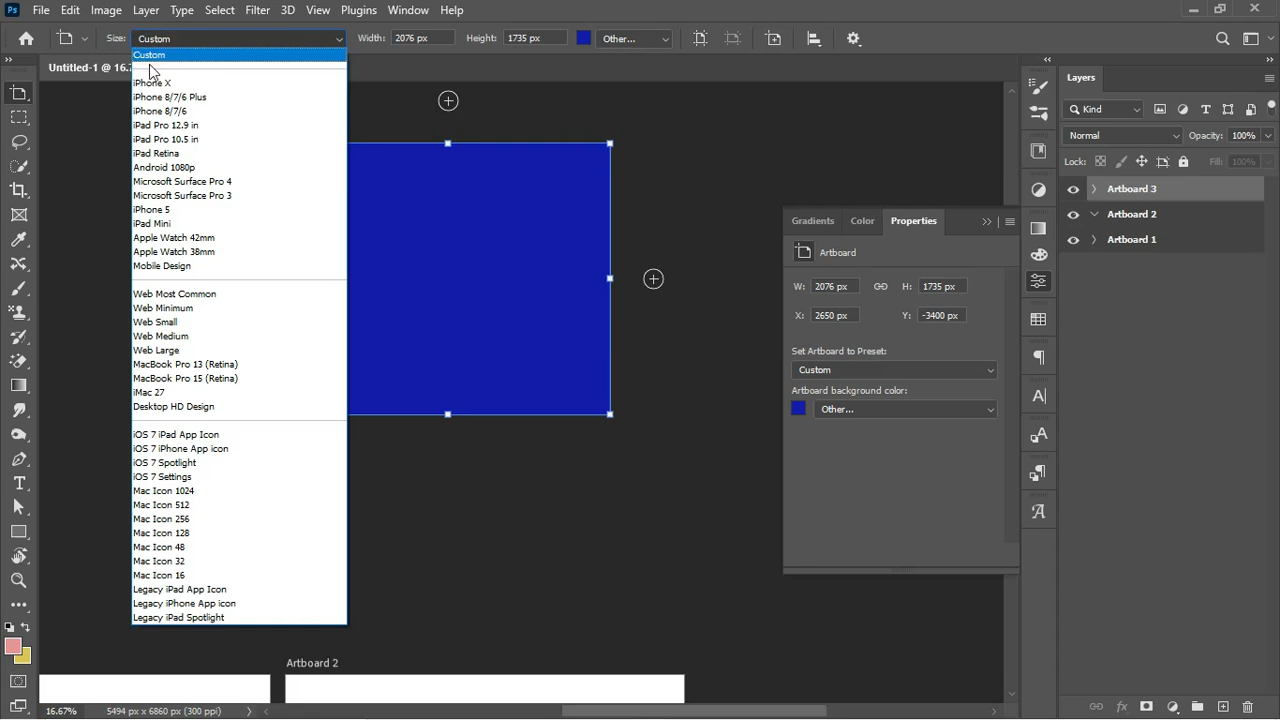 Ps File Edit Image Layer Type Select Filter 3D View Plugins Window Help
Size: Custom Width: 2076 px Height: 1735 px Other...
Untitled-1 @ 16.
Custom
iPhone X
iPhone 8/7/6 Plus
iPhone 8/7/6
iPad Pro 12.9 in
iPad Pro 10.5 in
iPad Retina
Android 1080p
Microsoft Surface Pro 4
Microsoft Surface Pro 3
iPhone 5
iPad Mini
Apple Watch 42mm
Apple Watch 38mm
Mobile Design
Web Most Common
Web Minimum
Web Small
Web Medium
Web Large
MacBook Pro 13 (Retina)
MacBook Pro 15 (Retina)
iMac 27
Desktop HD Design
iOS 7 iPad App Icon
iOS 7 iPhone App icon
iOS 7 Spotlight
iOS 7 Settings
Mac Icon 1024
Mac Icon 512
Mac Icon 256
Mac Icon 128
Mac Icon 48
Mac Icon 32
Mac Icon 16
Legacy iPad App Icon
Legacy iPhone App icon
Legacy iPad Spotlight
Artboard 2
16.67% 5494 px x 6860 px (300 ppi)
Gradients Color Properties
Artboard
W: 2076 px H: 1735 px
X: 2650 px Y: -3400 px
Set Artboard to Preset:
Custom
Artboard background color:
Other...
Layers
Kind
Normal Opacity: 100%
Lock: Fill: 100%
Artboard 3
Artboard 2
Artboard 1